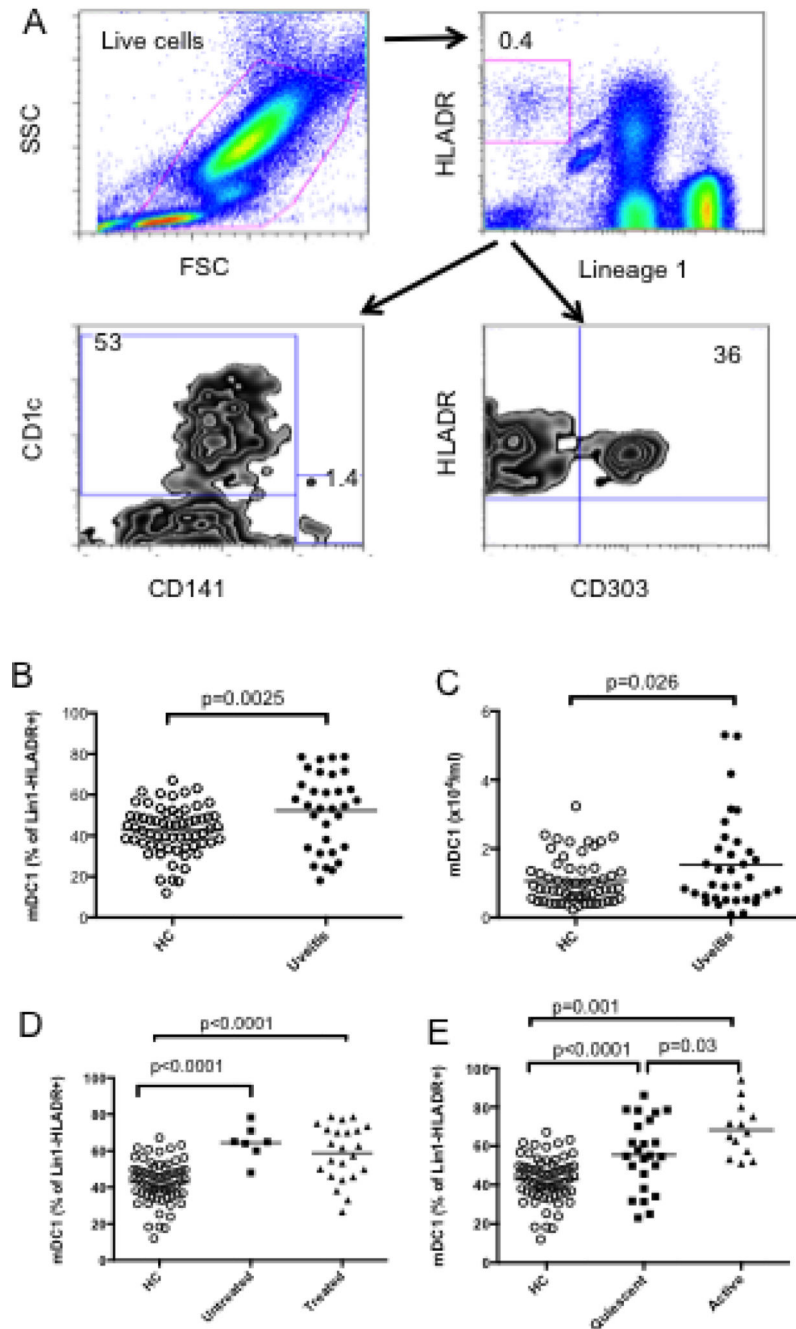 A
Live cells
SSC
FSC
0.4
HLADR
Lineage 1
53
CD1c
1.4
CD141
36
HLADR
CD303
B
p=0.0025
mDC1 (% of Lin1-HLADR+)
100
80
60
40
20
0
HC
Uveitis
C
p=0.026
6
4
2
0
HC
Uveitis
D
p<0.0001
p<0.0001
mDC1 (% of Lin1-HLADR+)
100
80
60
40
20
0
HC
Untreated
Treated
E
p=0.001
p<0.0001
p=0.03
mDC1 (% of Lin1-HLADR+)
100
80
60
40
20
0
HC
Quiescent
Active